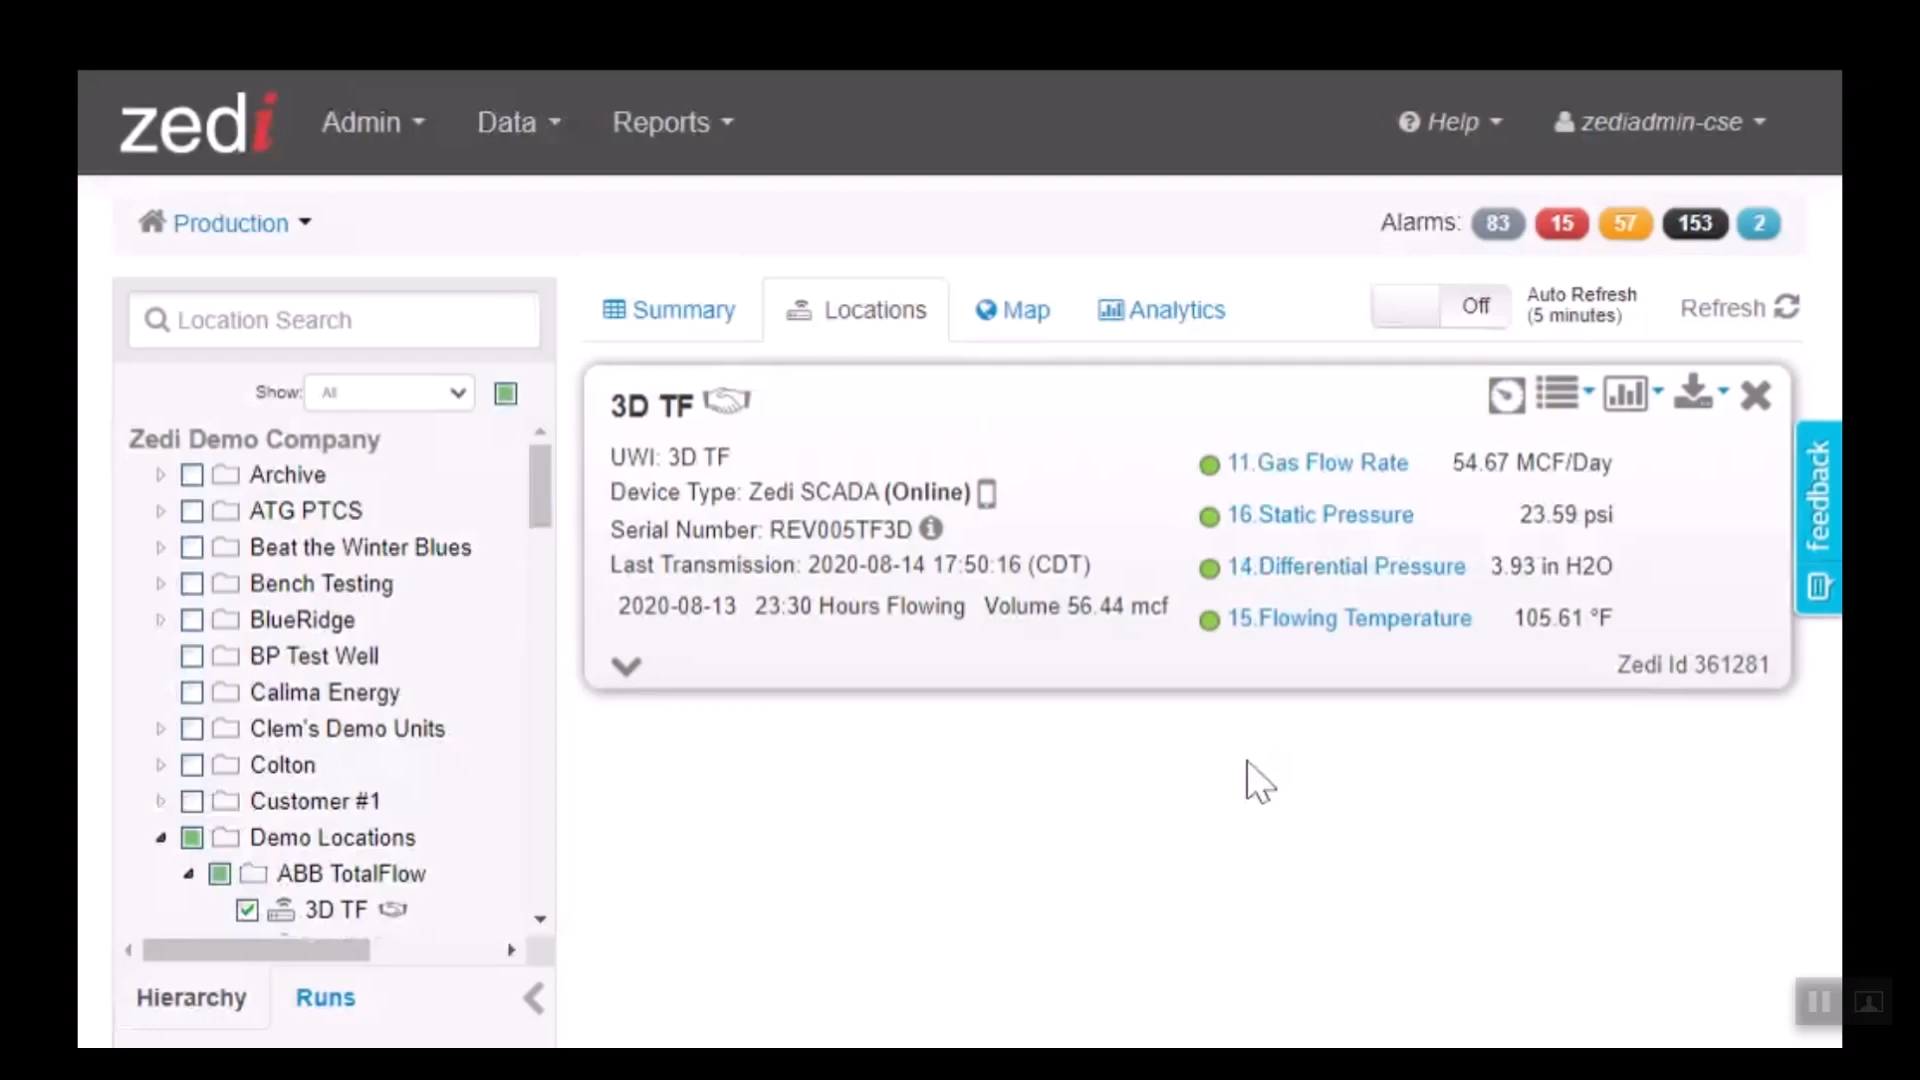 zedi Admin Data Reports Help zediadmin-cse
Production Alarms: 83 15 57 153 2
Location Search
Summary Locations Map Analytics Off Auto Refresh (5 minutes) Refresh
Show: All
Zedi Demo Company
Archive
ATG PTCS
Beat the Winter Blues
Bench Testing
BlueRidge
BP Test Well
Calima Energy
Clem's Demo Units
Colton
Customer #1
Demo Locations
ABB TotalFlow
3D TF
Hierarchy Runs
3D TF
UWI: 3D TF
Device Type: Zedi SCADA (Online)
Serial Number: REV005TF3D
Last Transmission: 2020-08-14 17:50:16 (CDT)
2020-08-13 23:30 Hours Flowing Volume 56.44 mcf
11.Gas Flow Rate 54.67 MCF/Day
16.Static Pressure 23.59 psi
14.Differential Pressure 3.93 in H2O
15.Flowing Temperature 105.61 °F
Zedi Id 361281
feedback